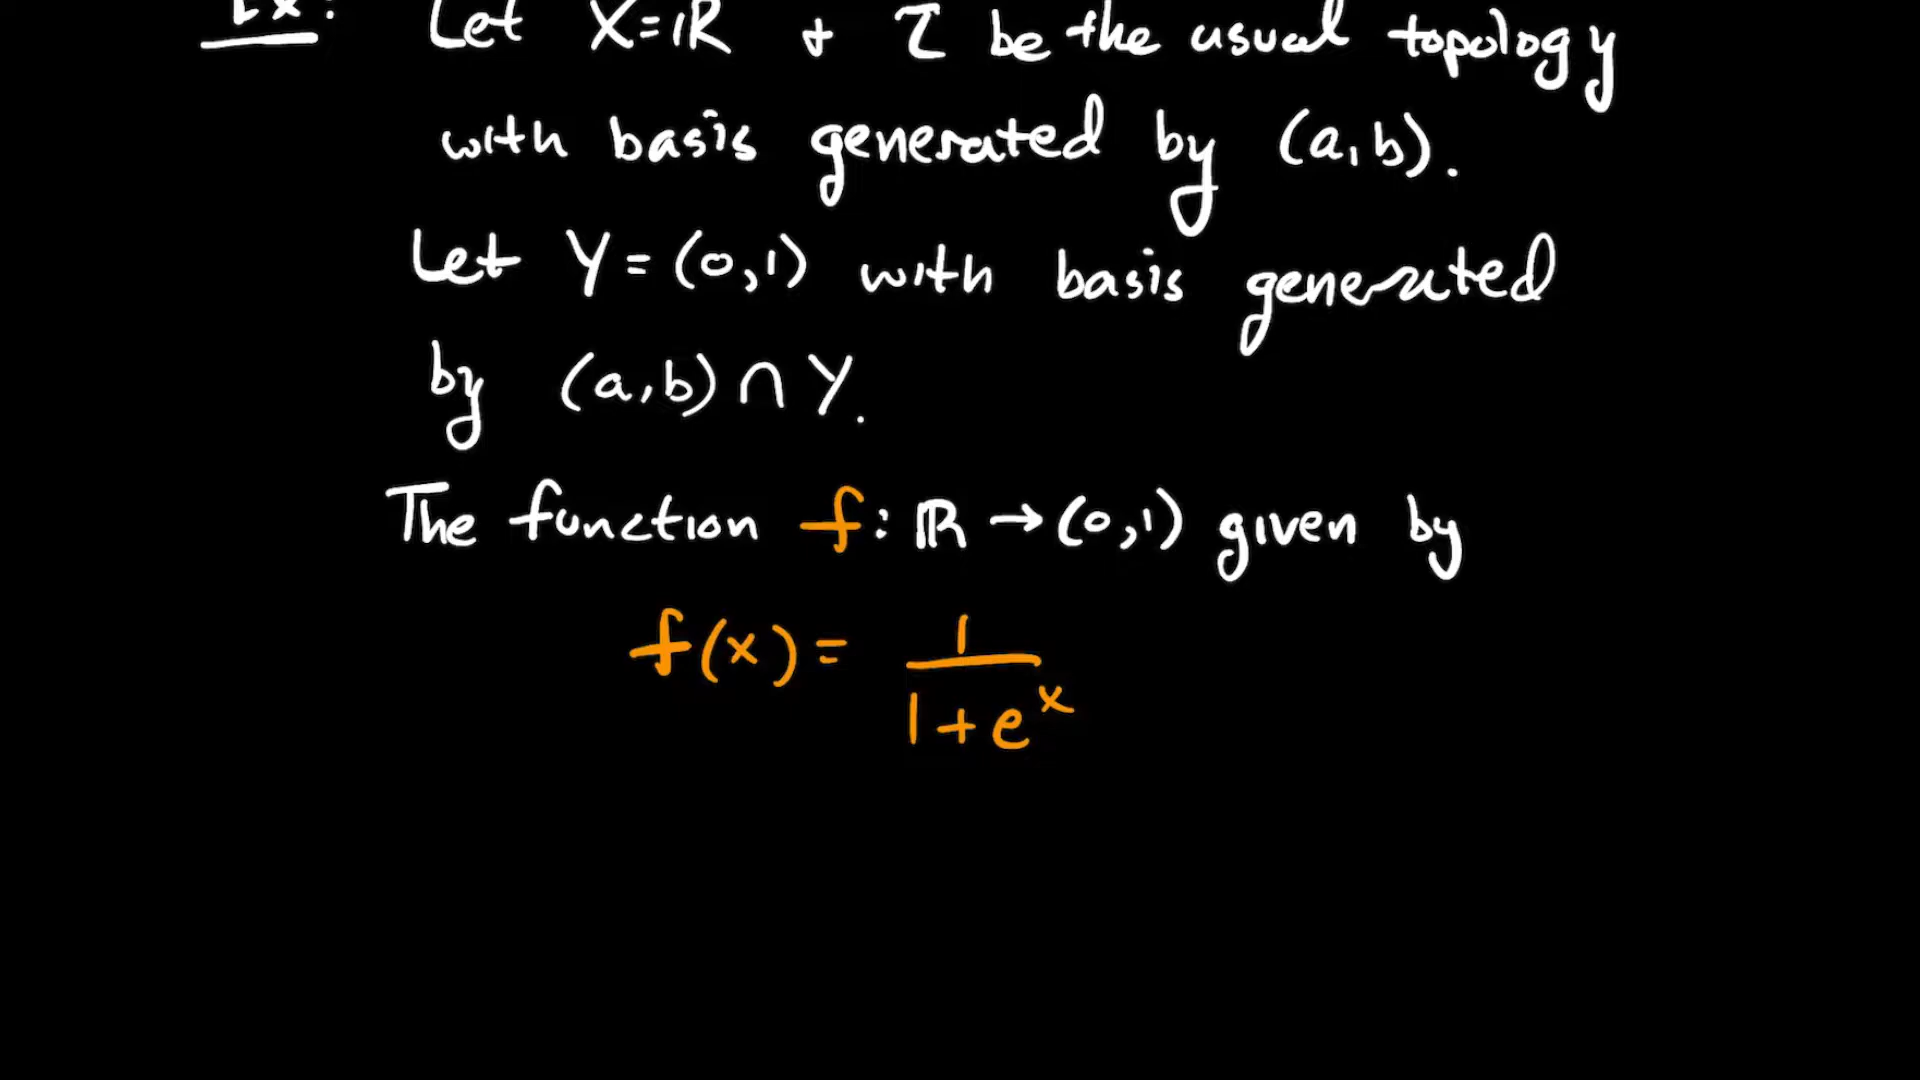 Ex: Let X=ℝ + τ be the usual topology
with basis generated by (a,b).
Let Y=(0,1) with basis generated
by (a,b)∩Y.
The function f: ℝ→(0,1) given by
f(x)= 1/(1+e^x)